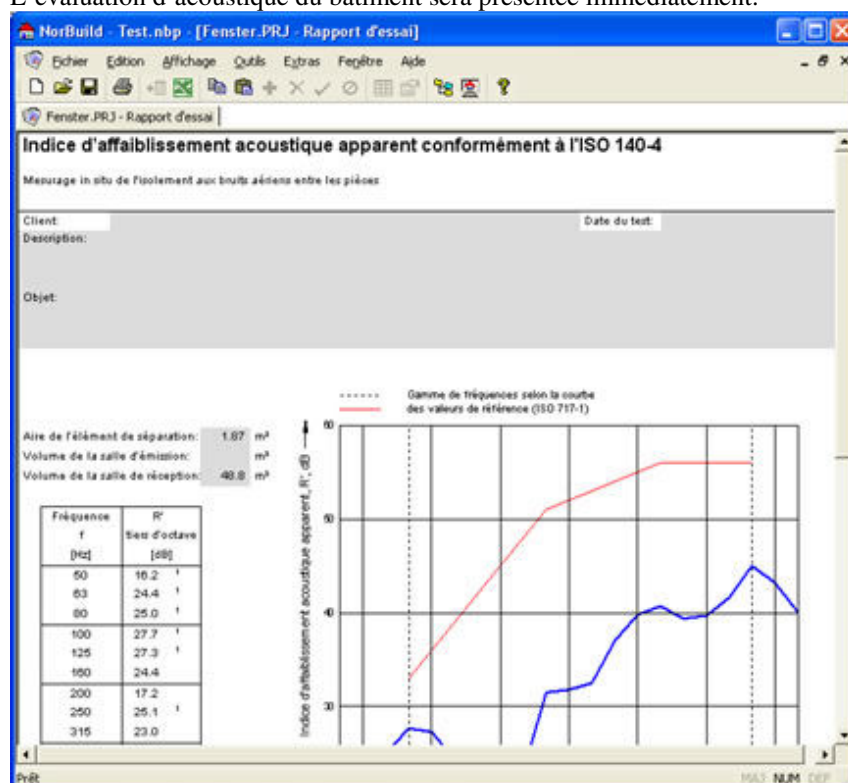 L'évaluation d'acoustique du bâtiment sera présentée immédiatement.
NorBuild - Test.nbp - [Fenster.PRJ - Rapport d'essai]
Fichier Edition Affichage Outils Extras Fenêtre Aide
Fenster.PRJ - Rapport d'essai
Indice d'affaiblissement acoustique apparent conformément à l'ISO 140-4
Mesurage in situ de l'isolement aux bruits aériens entre les pièces
Client: Date du test:
Description:
Objet:
Gamme de fréquences selon la courbe
des valeurs de référence (ISO 717-1)
Aire de l'élément de séparation: 1.87 m²
Volume de la salle d'émission: m³
Volume de la salle de réception: 48.8 m³
Fréquence R'
f tiers d'octave
[Hz] [dB]
50 16.2 ¹
63 24.4 ¹
80 25.0 ¹
100 27.7 ¹
125 27.3 ¹
160 24.4
200 17.2
250 25.1 ¹
315 23.0
Indice d'affaiblissement acoustique apparent, R', dB
60
50
40
30
Prêt MAJ NUM DEF